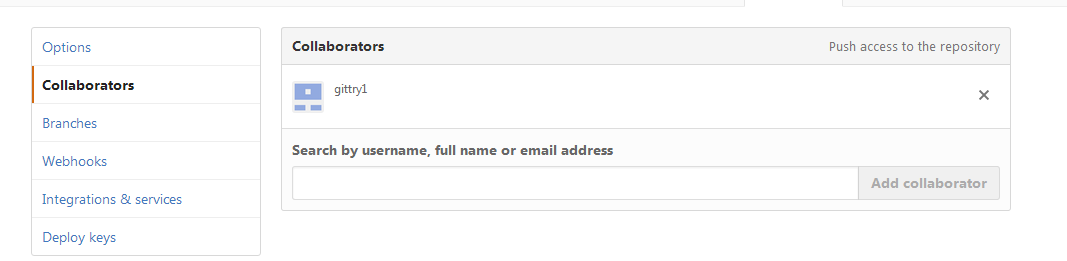 Options
Collaborators
Branches
Webhooks
Integrations & services
Deploy keys
Collaborators Push access to the repository
gittry1
Search by username, full name or email address
Add collaborator